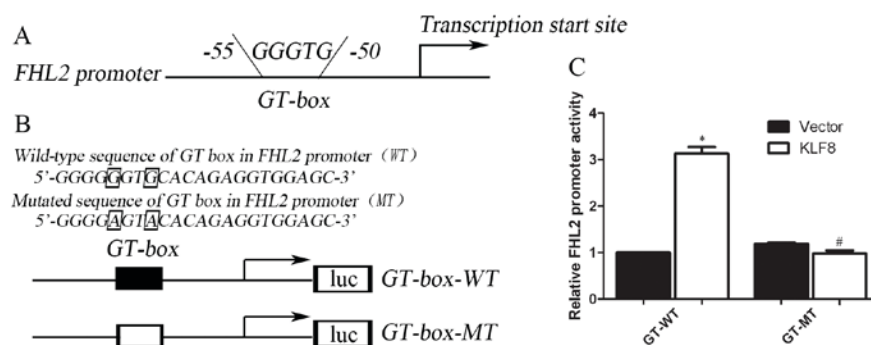 A
-55 GGGTG -50
Transcription start site
FHL2 promoter
GT-box
B
Wild-type sequence of GT box in FHL2 promoter (WT)
5'-GGGGGGTGCACAGAGGTGGAGC-3'
Mutated sequence of GT box in FHL2 promoter (MT)
5'-GGGGAGTACACAGAGGTGGAGC-3'
GT-box
luc GT-box-WT
luc GT-box-MT
C
Relative FHL2 promoter activity
4
3
2
1
0
Vector
KLF8
*
#
GT-WT
GT-MT